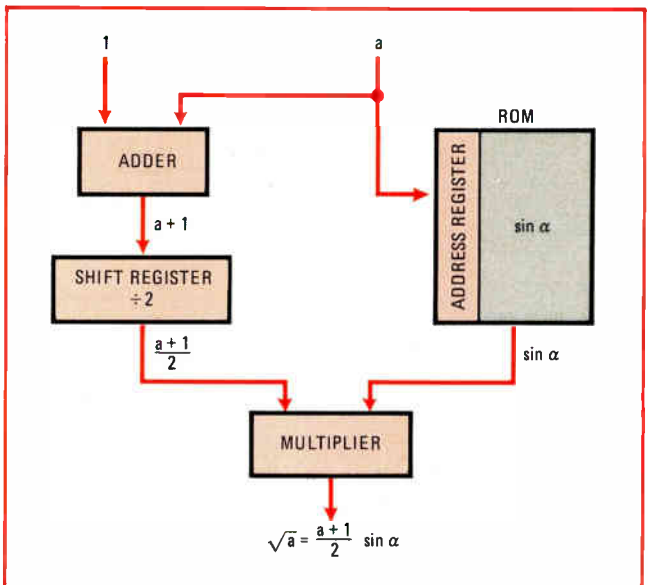 1
a
ROM
ADDER
ADDRESS REGISTER
sin α
a + 1
SHIFT REGISTER
÷2
a + 1
2
sin α
MULTIPLIER
√a = a + 1 / 2 sin α